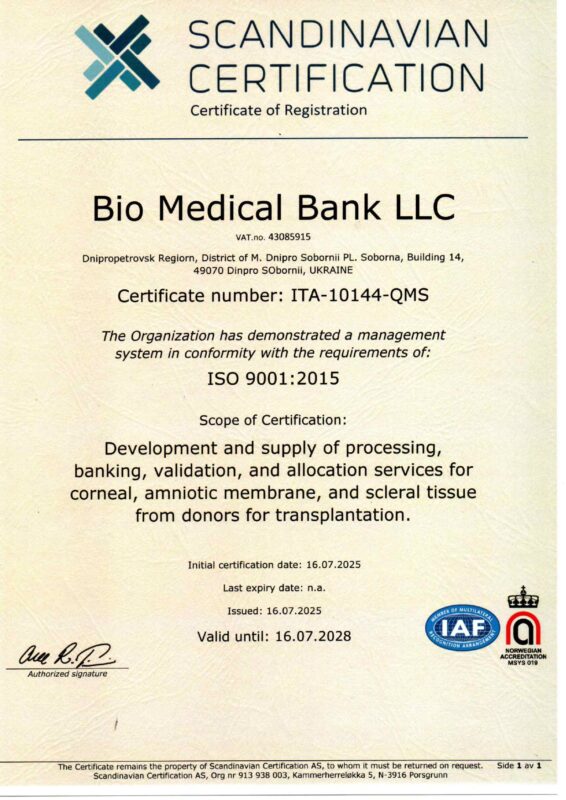 SCANDINAVIAN
CERTIFICATION
Certificate of Registration
Bio Medical Bank LLC
VAT.no. 43085915
Dnipropetrovsk Regiorn, District of M. Dnipro Sobornii PL. Soborna, Building 14,
49070 Dinpro SObornii, UKRAINE
Certificate number: ITA-10144-QMS
The Organization has demonstrated a management
system in conformity with the requirements of:
ISO 9001:2015
Scope of Certification:
Development and supply of processing,
banking, validation, and allocation services for
corneal, amniotic membrane, and scleral tissue
from donors for transplantation.
Initial certification date: 16.07.2025
Last expiry date: n.a.
Issued: 16.07.2025
Valid until: 16.07.2028
MEMBER OF MULTILATERAL
IAF
RECOGNITION ARRANGEMENT
NORWEGIAN
ACCREDITATION
MSYS 019
Authorized signature
The Certificate remains the property of Scandinavian Certification AS, to whom it must be returned on request. Side 1 av 1
Scandinavian Certification AS, Org nr 913 938 003, Kammerherreløkka 5, N-3916 Porsgrunn